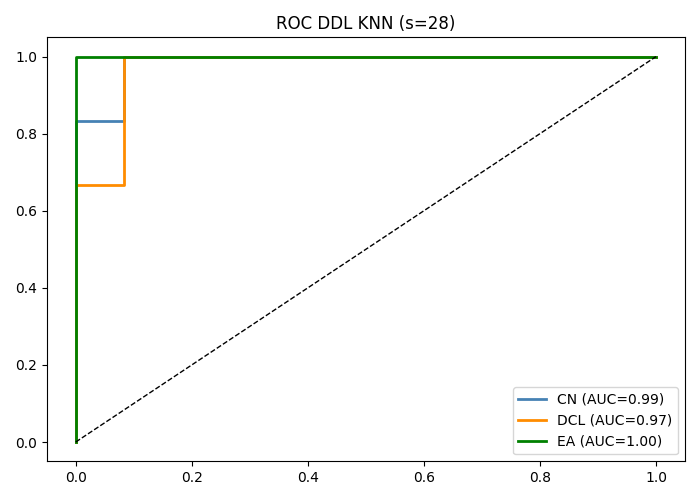 ROC DDL KNN (s=28)
1.0
0.8
0.6
0.4
0.2
0.0
CN (AUC=0.99)
DCL (AUC=0.97)
EA (AUC=1.00)
0.0 0.2 0.4 0.6 0.8 1.0